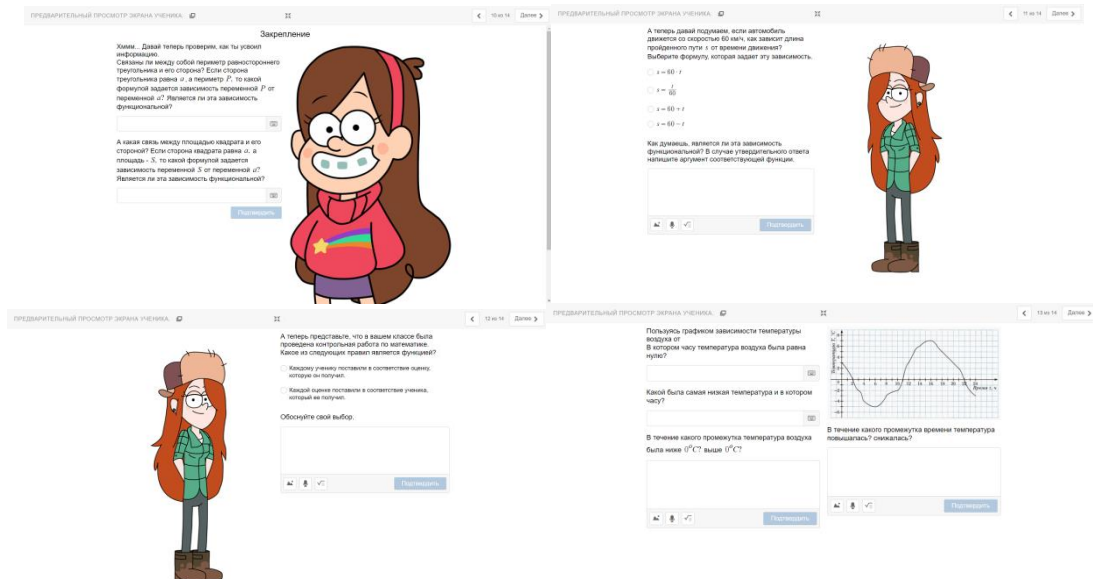 ПРЕДВАРИТЕЛЬНЫЙ ПРОСМОТР ЭКРАНА УЧЕНИКА.
10 из 14 Далее
Закрепление
Хммм... Давай теперь проверим, как ты усвоил
информацию.
Связаны ли между собой периметр равностороннего
треугольника и его сторона? Если сторона
треугольника равна a, а периметр P, то какой
формулой задается зависимость переменной P от
переменной a? Является ли эта зависимость
функциональной?
А какая связь между площадью квадрата и его
стороной? Если сторона квадрата равна a, а
площадь - S, то какой формулой задается
зависимость переменной S от переменной a?
Является ли эта зависимость функциональной?
Подтвердить
ПРЕДВАРИТЕЛЬНЫЙ ПРОСМОТР ЭКРАНА УЧЕНИКА.
11 из 14 Далее
А теперь давай подумаем, если автомобиль
движется со скоростью 60 км/ч, как зависит длина
пройденного пути s от времени движения?
Выберите формулу, которая задает эту зависимость.
s = 60 · t
s = t/60
s = 60 + t
s = 60 − t
Как думаешь, является ли эта зависимость
функциональной? В случае утвердительного ответа
напишите аргумент соответствующей функции.
Подтвердить
ПРЕДВАРИТЕЛЬНЫЙ ПРОСМОТР ЭКРАНА УЧЕНИКА.
12 из 14 Далее
А теперь представьте, что в вашем классе была
проведена контрольная работа по математике.
Какое из следующих правил является функцией?
Каждому ученику поставили в соответствие оценку,
которую он получил.
Каждой оценке поставили в соответствие ученика,
который ее получил.
Обоснуйте свой выбор.
Подтвердить
ПРЕДВАРИТЕЛЬНЫЙ ПРОСМОТР ЭКРАНА УЧЕНИКА.
13 из 14 Далее
Пользуясь графиком зависимости температуры
воздуха от
В котором часу температура воздуха была равна
нулю?
Какой была самая низкая температура и в котором
часу?
В течение какого промежутка температура воздуха
была ниже 0°C? выше 0°C?
Подтвердить
В течение какого промежутка времени температура
повышалась? снижалась?
Подтвердить